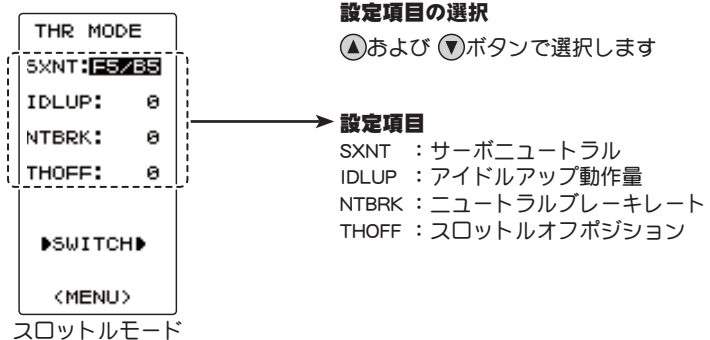 THR MODE
SXNT:F5/B5
IDLUP: 0
NTBRK: 0
THOFF: 0
▶SWITCH▶
<MENU>
スロットルモード
設定項目の選択
▲および▼ボタンで選択します
設定項目
SXNT ：サーボニュートラル
IDLUP ：アイドルアップ動作量
NTBRK ：ニュートラルブレーキレート
THOFF ：スロットルオフポジション